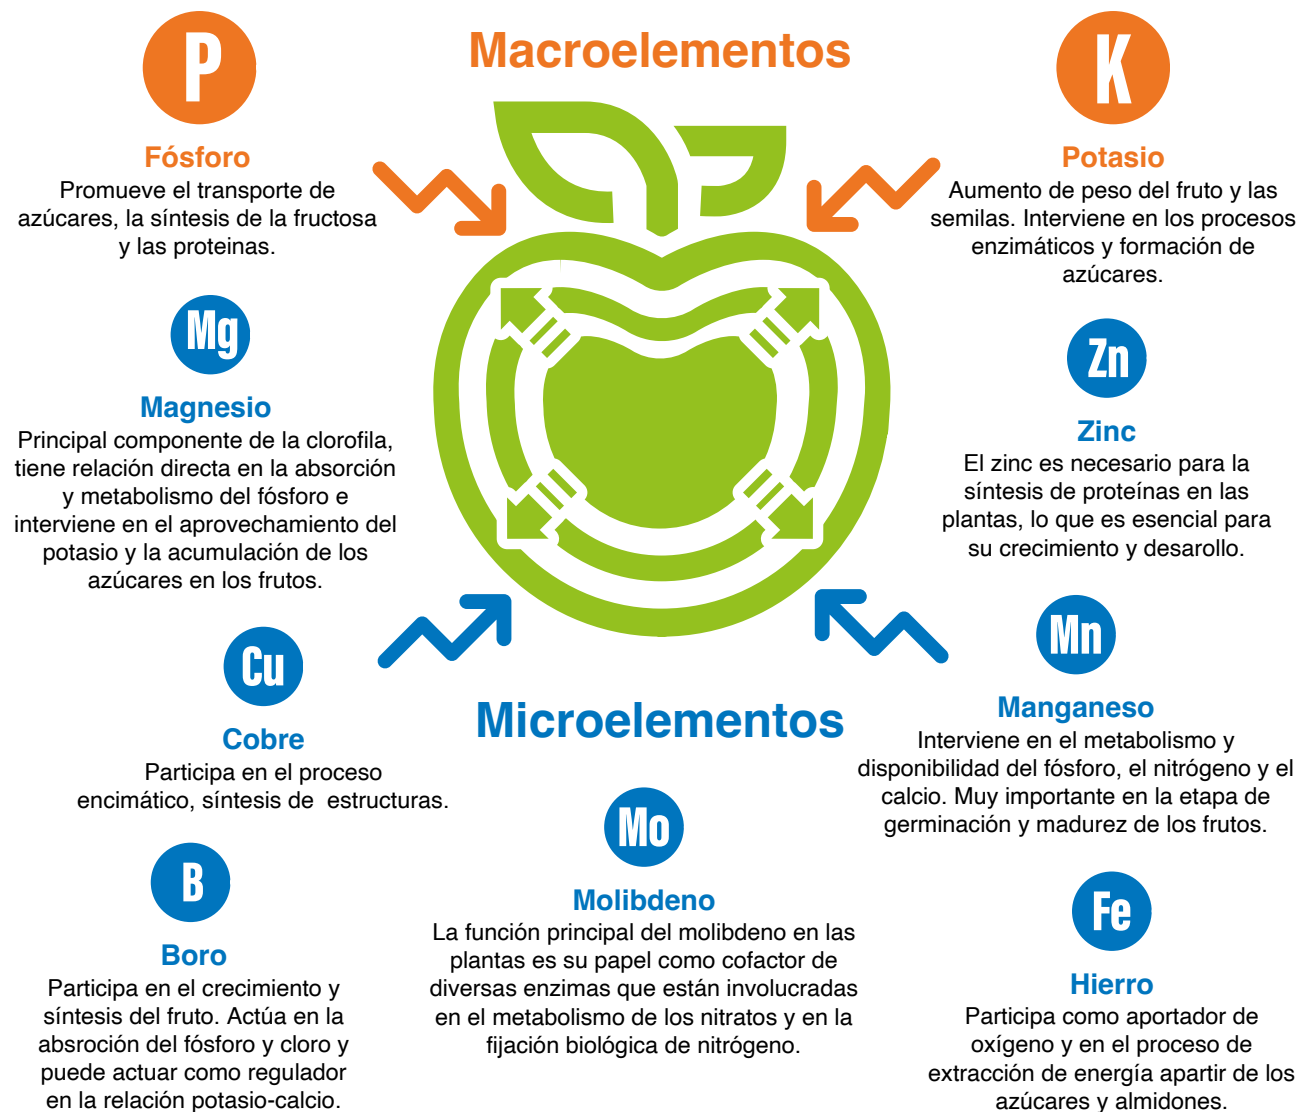 Macroelementos
P
Fósforo
Promueve el transporte de
azúcares, la síntesis de la fructosa
y las proteinas.
K
Potasio
Aumento de peso del fruto y las
semilas. Interviene en los procesos
enzimáticos y formación de
azúcares.
Mg
Magnesio
Principal componente de la clorofila,
tiene relación directa en la absorción
y metabolismo del fósforo e
interviene en el aprovechamiento del
potasio y la acumulación de los
azúcares en los frutos.
Zn
Zinc
El zinc es necesario para la
síntesis de proteínas en las
plantas, lo que es esencial para
su crecimiento y desarollo.
Microelementos
Cu
Cobre
Participa en el proceso
encimático, síntesis de  estructuras.
Mn
Manganeso
Interviene en el metabolismo y
disponibilidad del fósforo, el nitrógeno y el
calcio. Muy importante en la etapa de
germinación y madurez de los frutos.
B
Boro
Participa en el crecimiento y
síntesis del fruto. Actúa en la
absroción del fósforo y cloro y
puede actuar como regulador
en la relación potasio-calcio.
Mo
Molibdeno
La función principal del molibdeno en las
plantas es su papel como cofactor de
diversas enzimas que están involucradas
en el metabolismo de los nitratos y en la
fijación biológica de nitrógeno.
Fe
Hierro
Participa como aportador de
oxígeno y en el proceso de
extracción de energía apartir de los
azúcares y almidones.